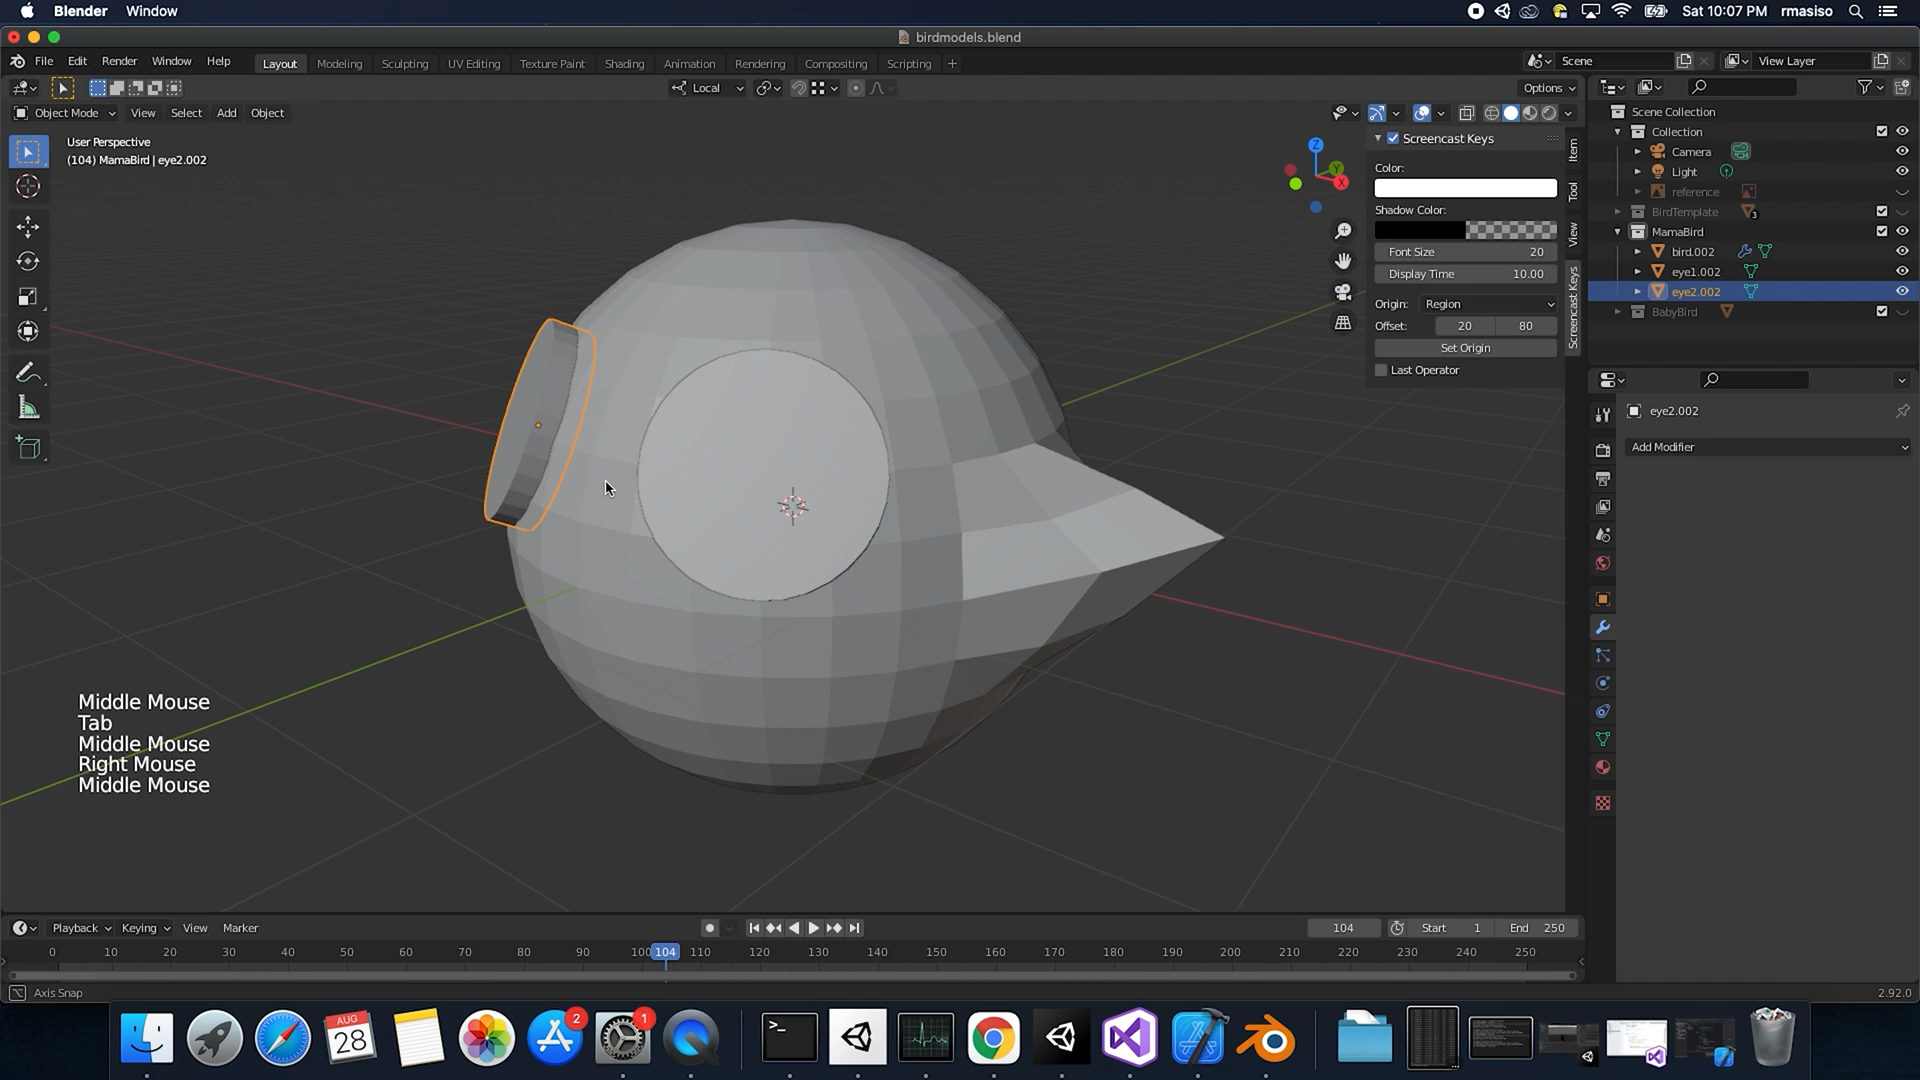 Blender Window Sat 10:07 PM rmasiso
birdmodels.blend
File Edit Render Window Help Layout Modeling Sculpting UV Editing Texture Paint Shading Animation Rendering Compositing Scripting + Scene View Layer
Local Options
Object Mode View Select Add Object
User Perspective
(104) MamaBird | eye2.002
Z
Y
X
Screencast Keys
Color:
Shadow Color:
Font Size 20
Display Time 10.00
Origin: Region
Offset: 20 80
Set Origin
Last Operator
Item
Tool
View
Screencast Keys
Scene Collection
Collection
Camera
Light
reference
BirdTemplate 3
MamaBird
bird.002
eye1.002
eye2.002
BabyBird
eye2.002
Add Modifier
Middle Mouse
Tab
Middle Mouse
Right Mouse
Middle Mouse
Playback Keying View Marker 104 Start 1 End 250
0 10 20 30 40 50 60 70 80 90 100 104 110 120 130 140 150 160 170 180 190 200 210 220 230 240 250
Axis Snap 2.92.0
AUG
28
2
1